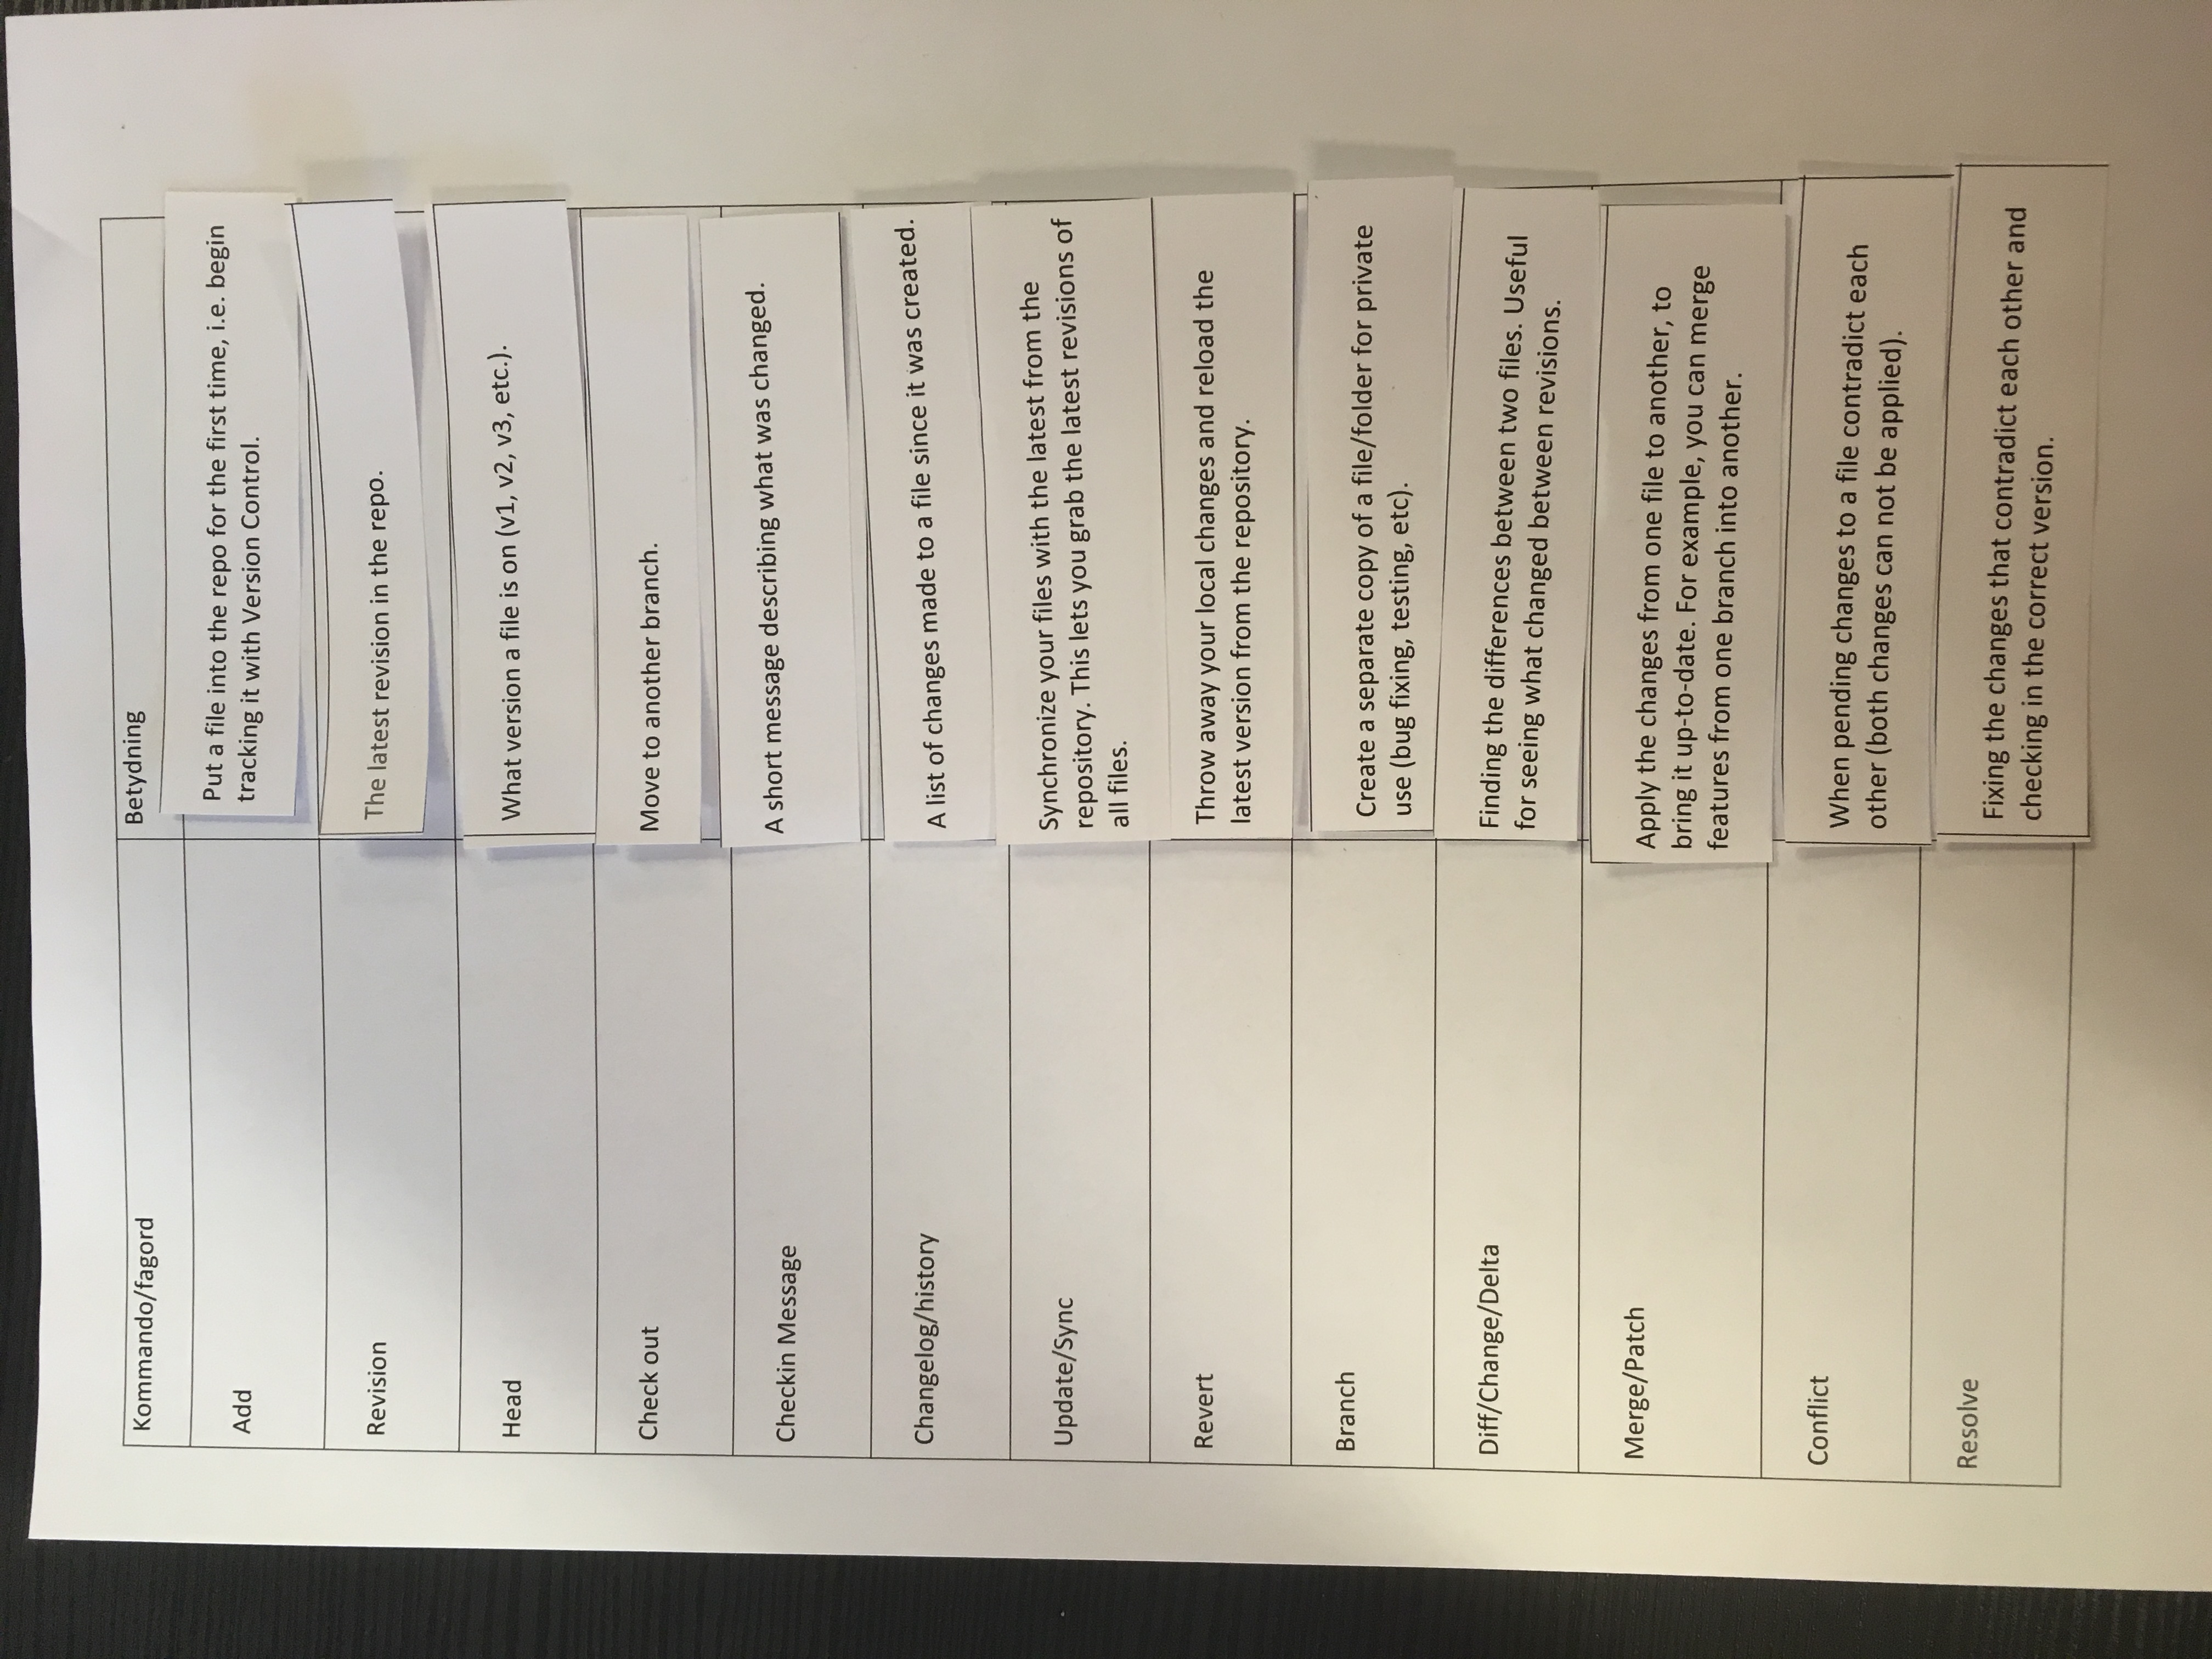 Kommando/fagord
Betydning
Add
Put a file into the repo for the first time, i.e. begin
tracking it with Version Control.
Revision
The latest revision in the repo.
Head
What version a file is on (v1, v2, v3, etc.).
Check out
Move to another branch.
Checkin Message
A short message describing what was changed.
Changelog/history
A list of changes made to a file since it was created.
Update/Sync
Synchronize your files with the latest from the
repository. This lets you grab the latest revisions of
all files.
Revert
Throw away your local changes and reload the
latest version from the repository.
Branch
Create a separate copy of a file/folder for private
use (bug fixing, testing, etc).
Diff/Change/Delta
Finding the differences between two files. Useful
for seeing what changed between revisions.
Merge/Patch
Apply the changes from one file to another, to
bring it up-to-date. For example, you can merge
features from one branch into another.
Conflict
When pending changes to a file contradict each
other (both changes can not be applied).
Resolve
Fixing the changes that contradict each other and
checking in the correct version.